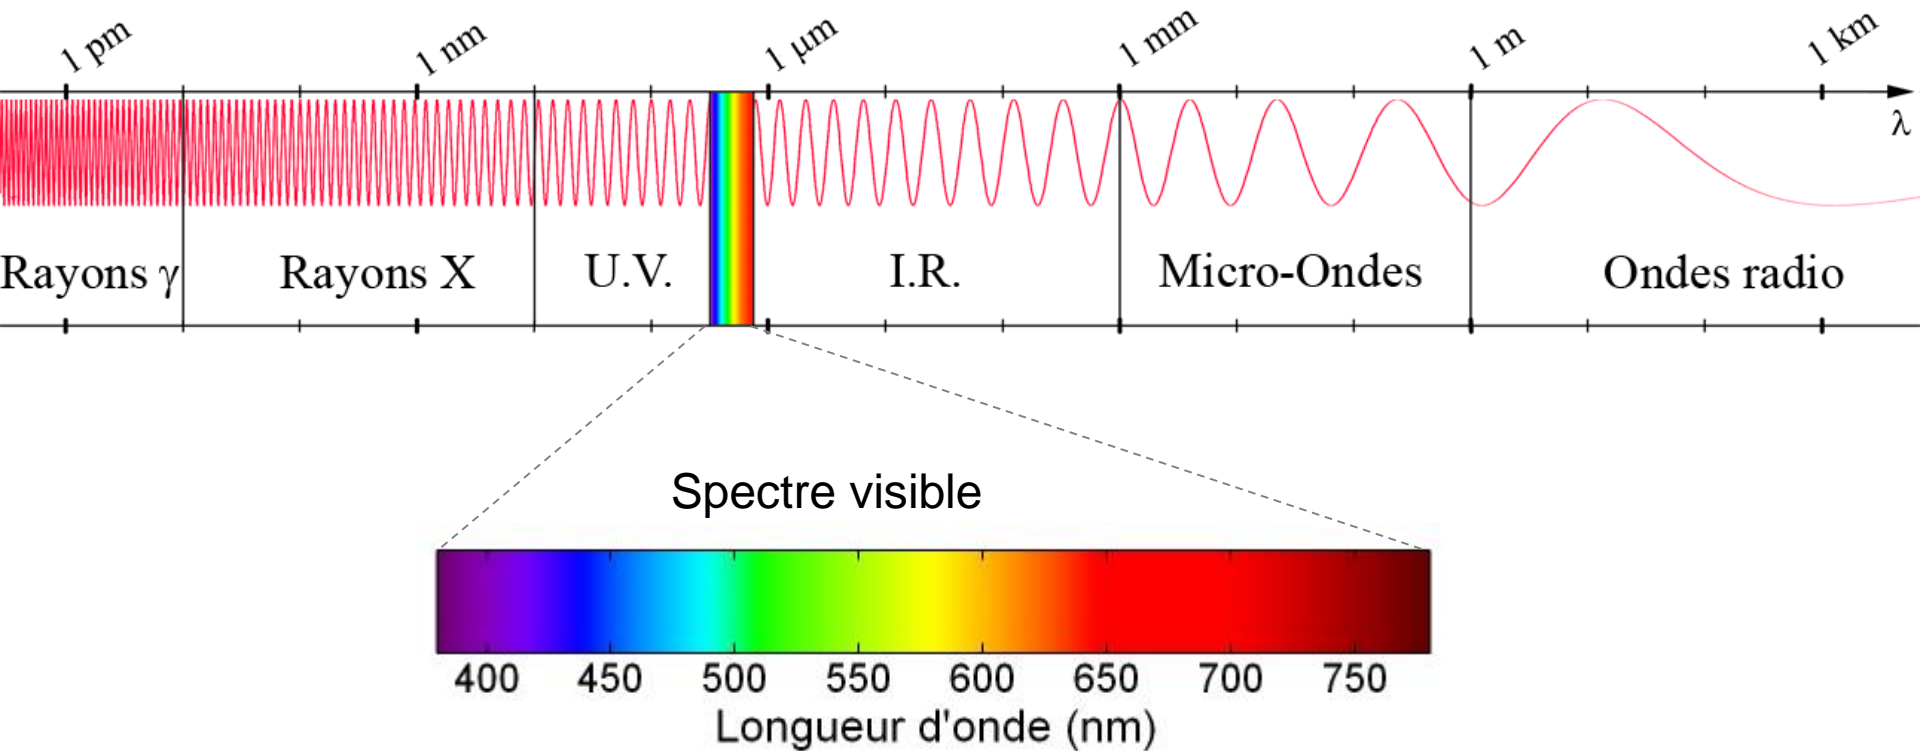 1 pm
1 nm
1 μm
1 mm
1 m
1 km
λ
Rayons γ
Rayons X
U.V.
I.R.
Micro-Ondes
Ondes radio
Spectre visible
400 450 500 550 600 650 700 750
Longueur d'onde (nm)